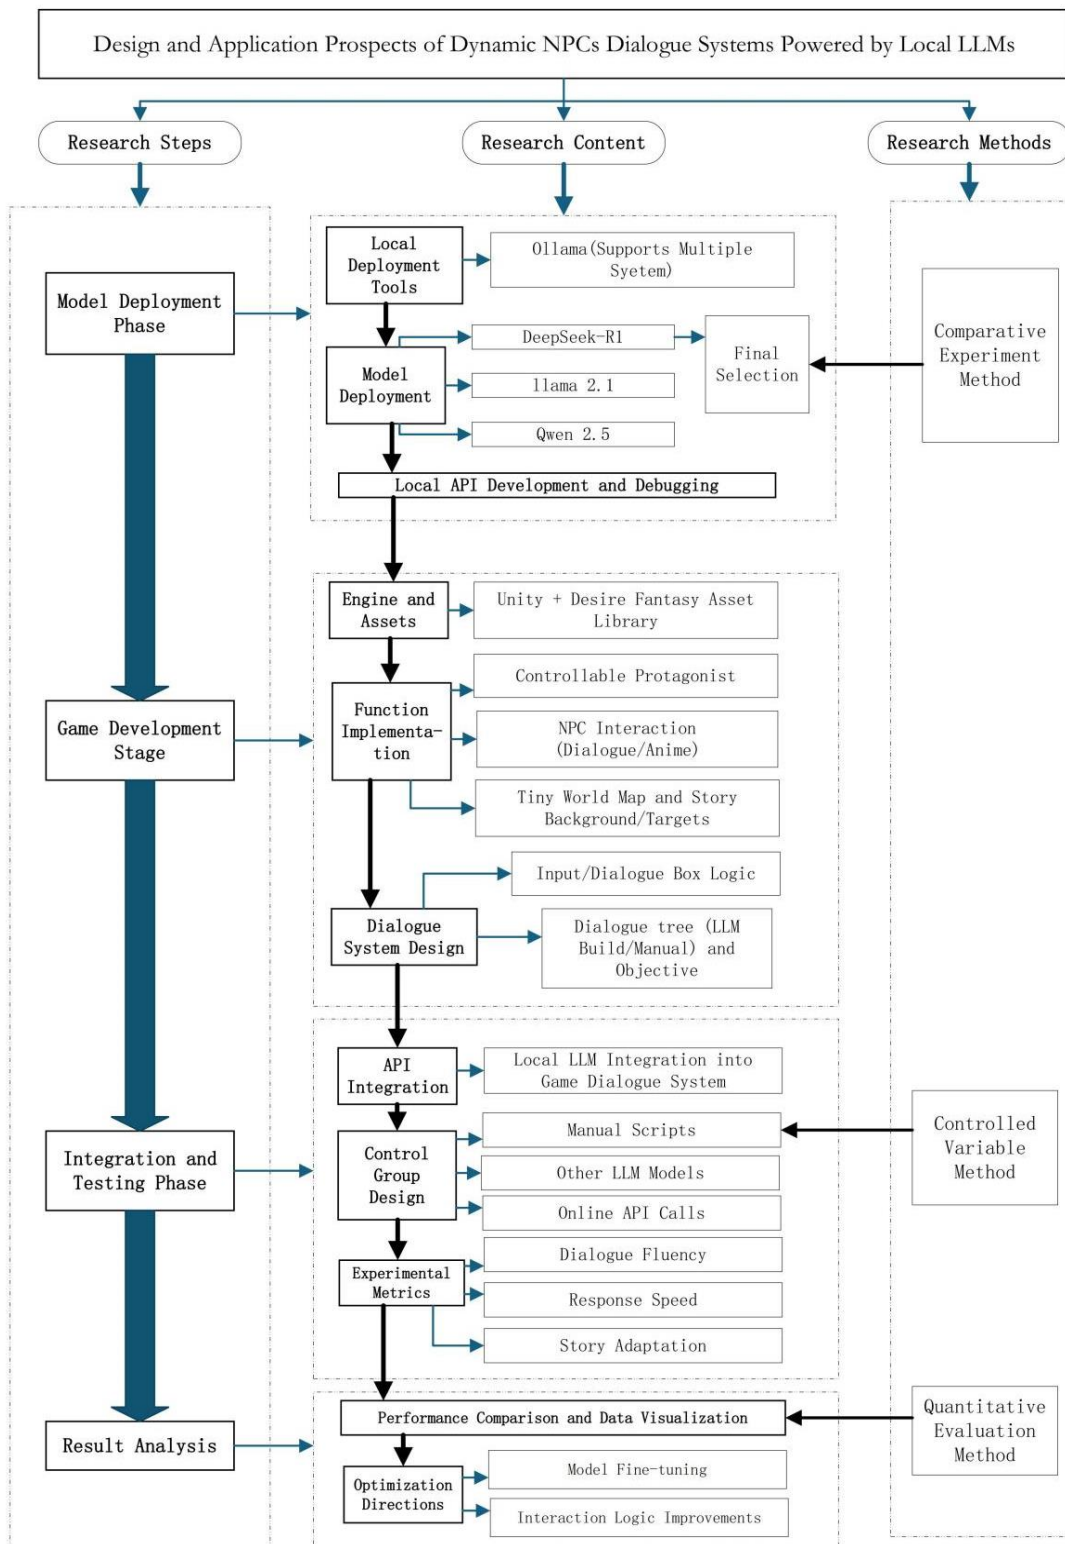 Design and Application Prospects of Dynamic NPCs Dialogue Systems Powered by Local LLMs
Research Steps
Research Content
Research Methods
Model Deployment
Phase
Local
Deployment
Tools
Ollama(Supports Multiple
Syetem)
Model
Deployment
DeepSeek-R1
llama 2.1
Qwen 2.5
Final
Selection
Comparative
Experiment
Method
Local API Development and Debugging
Game Development
Stage
Engine and
Assets
Unity + Desire Fantasy Asset
Library
Function
Implementa-
tion
Controllable Protagonist
NPC Interaction
(Dialogue/Anime)
Tiny World Map and Story
Background/Targets
Dialogue
System Design
Input/Dialogue Box Logic
Dialogue tree (LLM
Build/Manual) and
Objective
Integration and
Testing Phase
API
Integration
Local LLM Integration into
Game Dialogue System
Control
Group
Design
Manual Scripts
Other LLM Models
Online API Calls
Controlled
Variable
Method
Experimental
Metrics
Dialogue Fluency
Response Speed
Story Adaptation
Result Analysis
Performance Comparison and Data Visualization
Quantitative
Evaluation
Method
Optimization
Directions
Model Fine-tuning
Interaction Logic Improvements